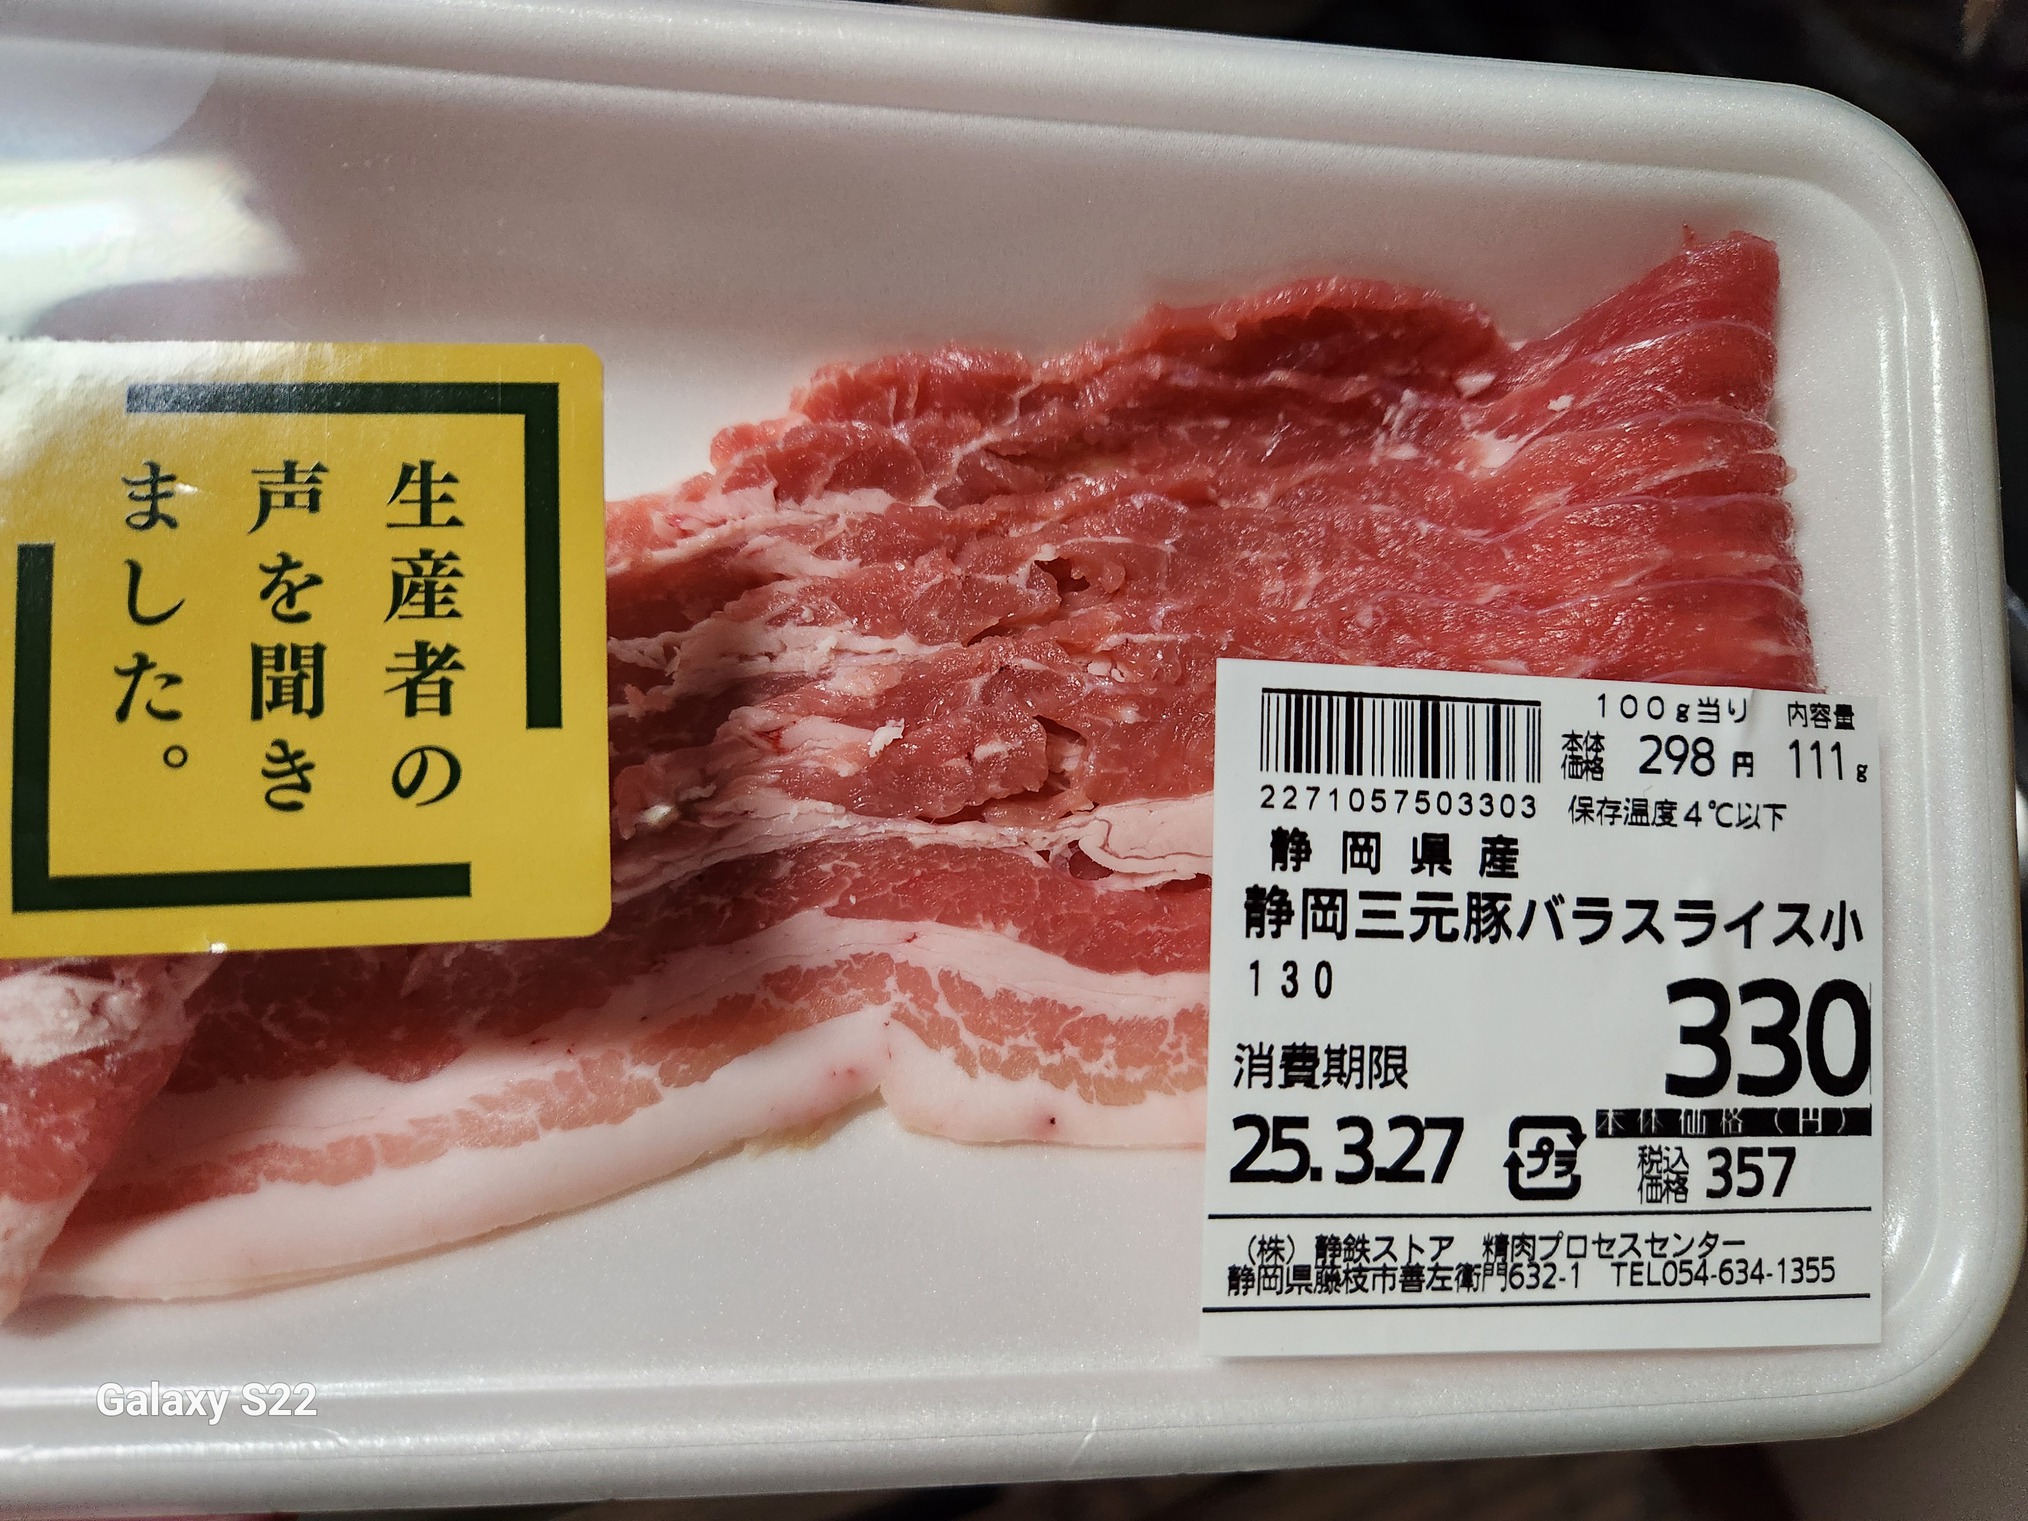 生産者の
声を聞き
ました。
100g当り 内容量
本体価格 298円 111g
2271057503303
保存温度4℃以下
静岡県産
静岡三元豚バラスライス小
130
330
本体価格(円)
消費期限
25.3.27
プラ
税込価格 357
(株)静鉄ストア 精肉プロセスセンター
静岡県藤枝市善左衛門632-1 TEL054-634-1355
Galaxy S22